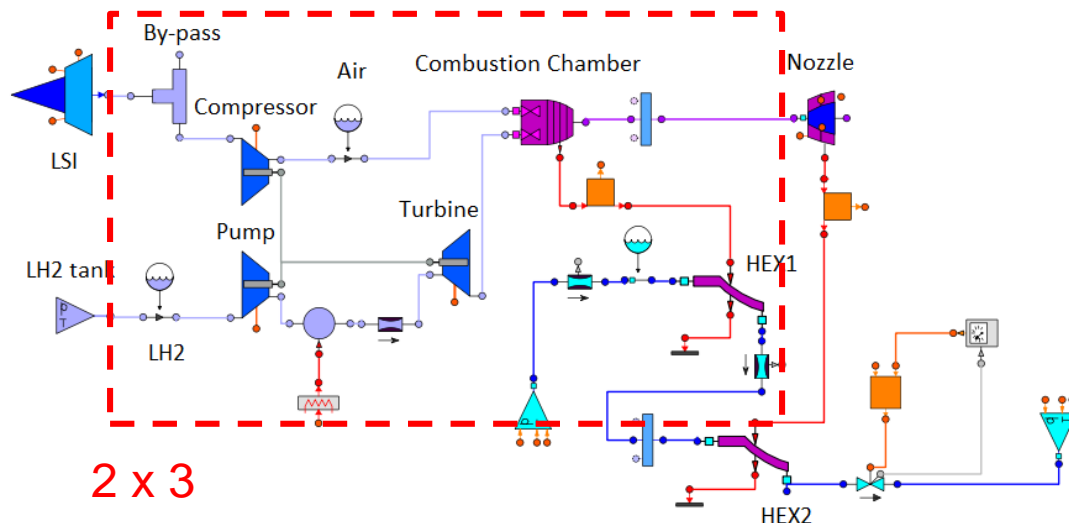 By-pass
Air
Combustion Chamber
Nozzle
Compressor
LSI
Turbine
Pump
LH2 tank
HEX1
LH2
2 x 3
HEX2